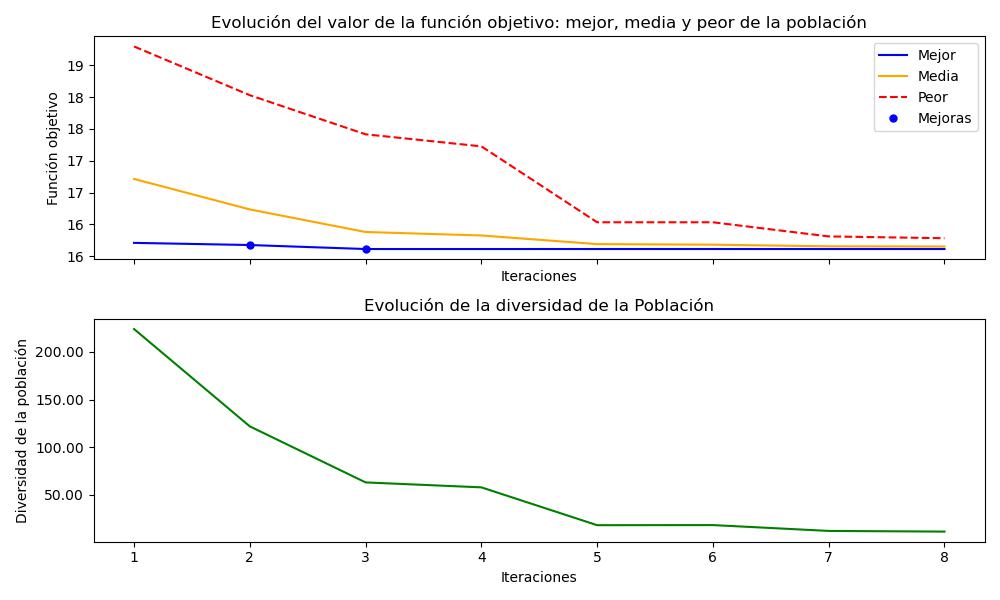 Evolución del valor de la función objetivo: mejor, media y peor de la población
Función objetivo
19
18
18
17
17
16
16
Mejor
Media
Peor
Mejoras
Iteraciones
Evolución de la diversidad de la Población
Diversidad de la población
200.00
150.00
100.00
50.00
1 2 3 4 5 6 7 8
Iteraciones